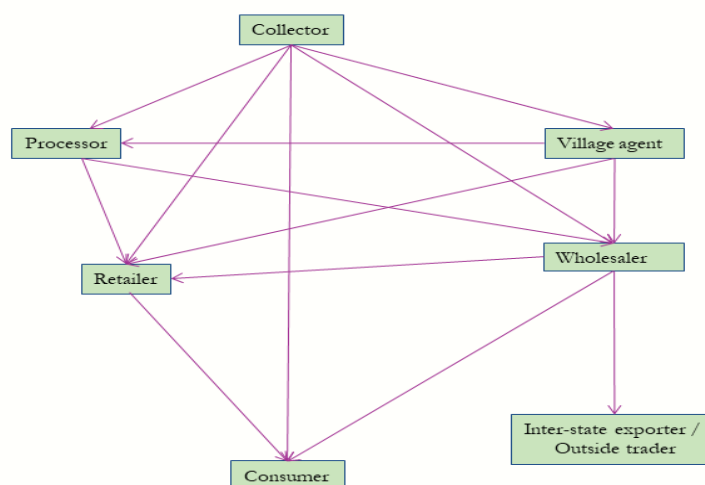 Collector
Processor
Village agent
Retailer
Wholesaler
Inter-state exporter /
Outside trader
Consumer